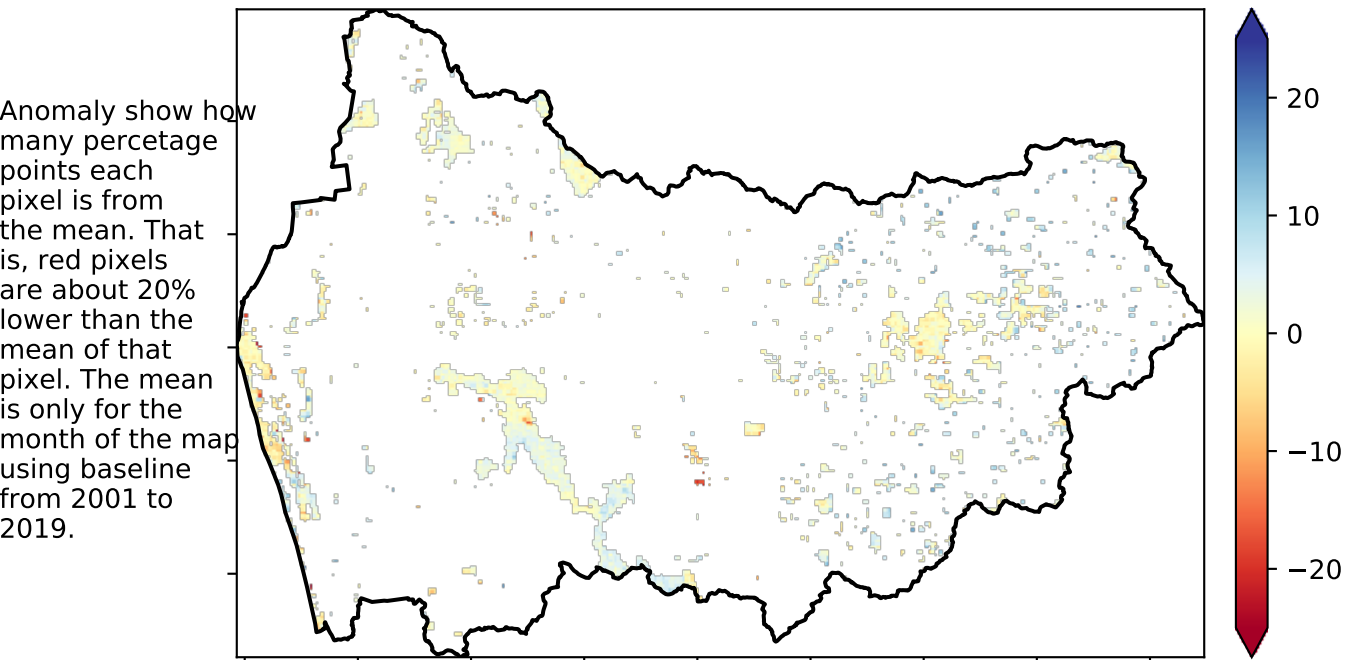 Anomaly show how
many percetage
points each
pixel is from
the mean. That
is, red pixels
are about 20%
lower than the
mean of that
pixel. The mean
is only for the
month of the map
using baseline
from 2001 to
2019.
20
10
0
−10
−20